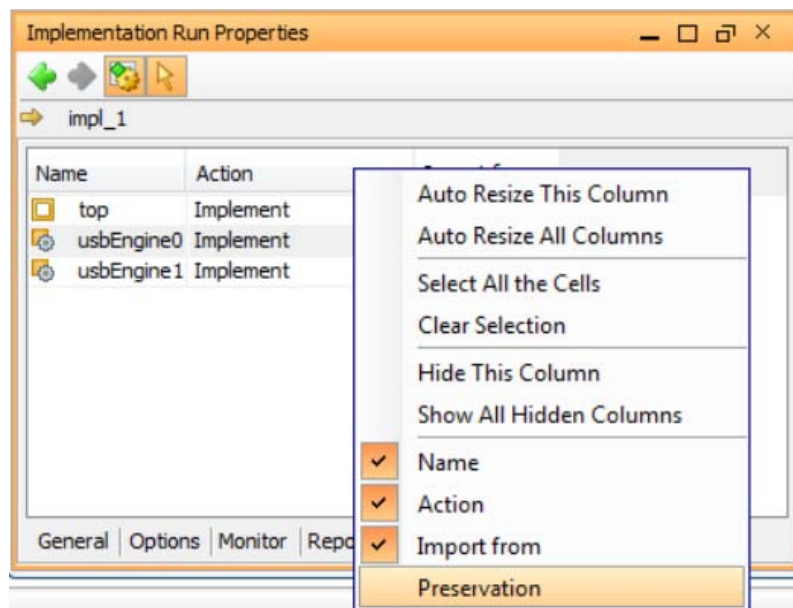 Implementation Run Properties
impl_1
Name Action
top Implement
usbEngine0 Implement
usbEngine1 Implement
Auto Resize This Column
Auto Resize All Columns
Select All the Cells
Clear Selection
Hide This Column
Show All Hidden Columns
Name
Action
Import from
Preservation
General Options Monitor